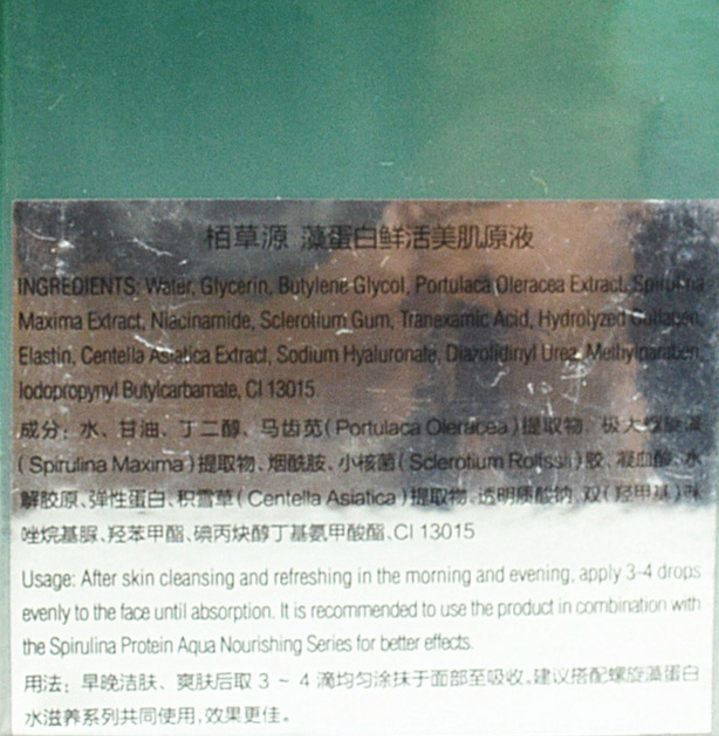 栢草源 藻蛋白鲜活美肌原液
INGREDIENTS: Water, Glycerin, Butylene Glycol, Portulaca Oleracea Extract, Spirulina
Maxima Extract, Niacinamide, Sclerotium Gum, Tranexamic Acid, Hydrolyzed Collagen,
Elastin, Centella Asiatica Extract, Sodium Hyaluronate, Diazolidinyl Urea, Methylparaben,
Iodopropynyl Butylcarbamate, CI 13015
成分：水、甘油、丁二醇、马齿苋(Portulaca Oleracea)提取物、极大螺旋藻
(Spirulina Maxima)提取物、烟酰胺、小核菌(Sclerotium Rolfssii)胶、凝血酸、水
解胶原、弹性蛋白、积雪草(Centella Asiatica)提取物、透明质酸钠、双(羟甲基)咪
唑烷基脲、羟苯甲酯、碘丙炔醇丁基氨甲酸酯、CI 13015
Usage: After skin cleansing and refreshing in the morning and evening, apply 3-4 drops
evenly to the face until absorption. It is recommended to use the product in combination with
the Spirulina Protein Aqua Nourishing Series for better effects.
用法：早晚洁肤、爽肤后取 3 ~ 4 滴均匀涂抹于面部至吸收。建议搭配螺旋藻蛋白
水滋养系列共同使用,效果更佳。